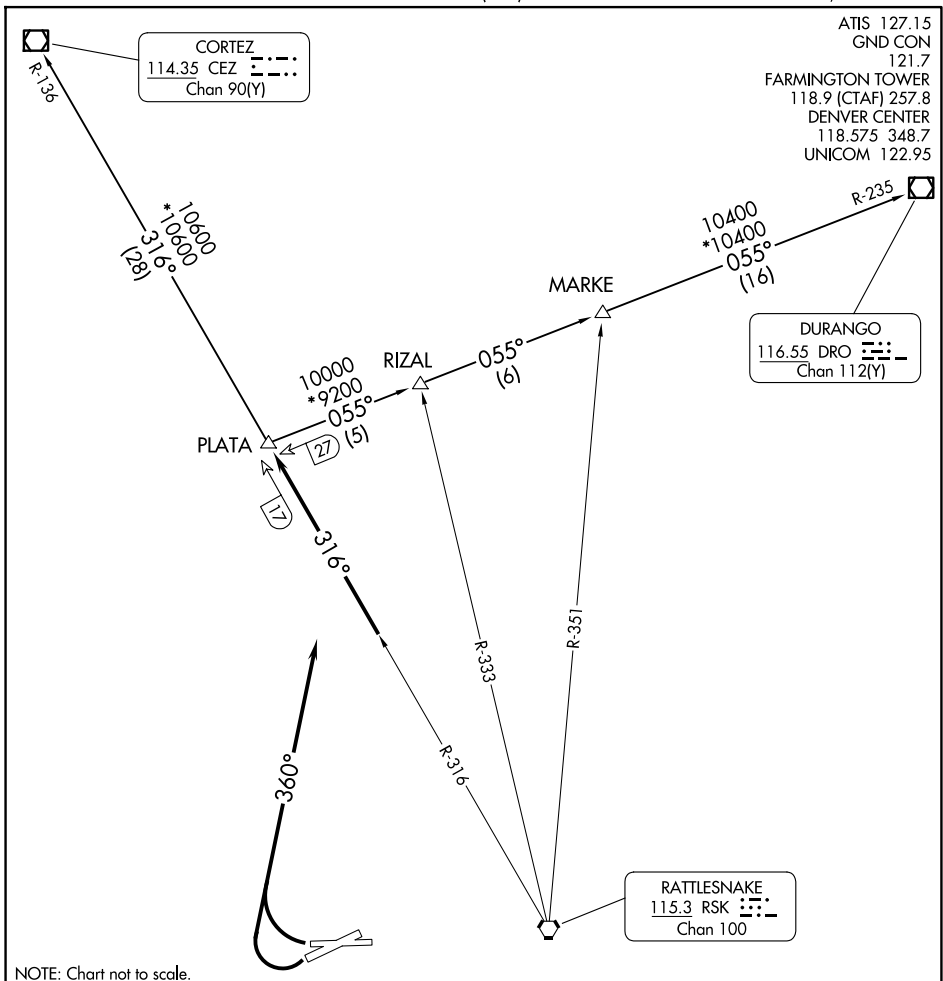 ATIS 127.15
GND CON
121.7
FARMINGTON TOWER
118.9 (CTAF) 257.8
DENVER CENTER
118.575 348.7
UNICOM 122.95
CORTEZ
114.35 CEZ
Chan 90(Y)
R-136
R-235
10600
*10600
316°
(28)
10400
*10400
055°
(16)
MARKE
DURANGO
116.55 DRO
Chan 112(Y)
RIZAL
055°
(6)
10000
*9200
055°
(5)
PLATA
27
17
316°
R-333
R-351
R-316
360°
RATTLESNAKE
115.3 RSK
Chan 100
NOTE: Chart not to scale.